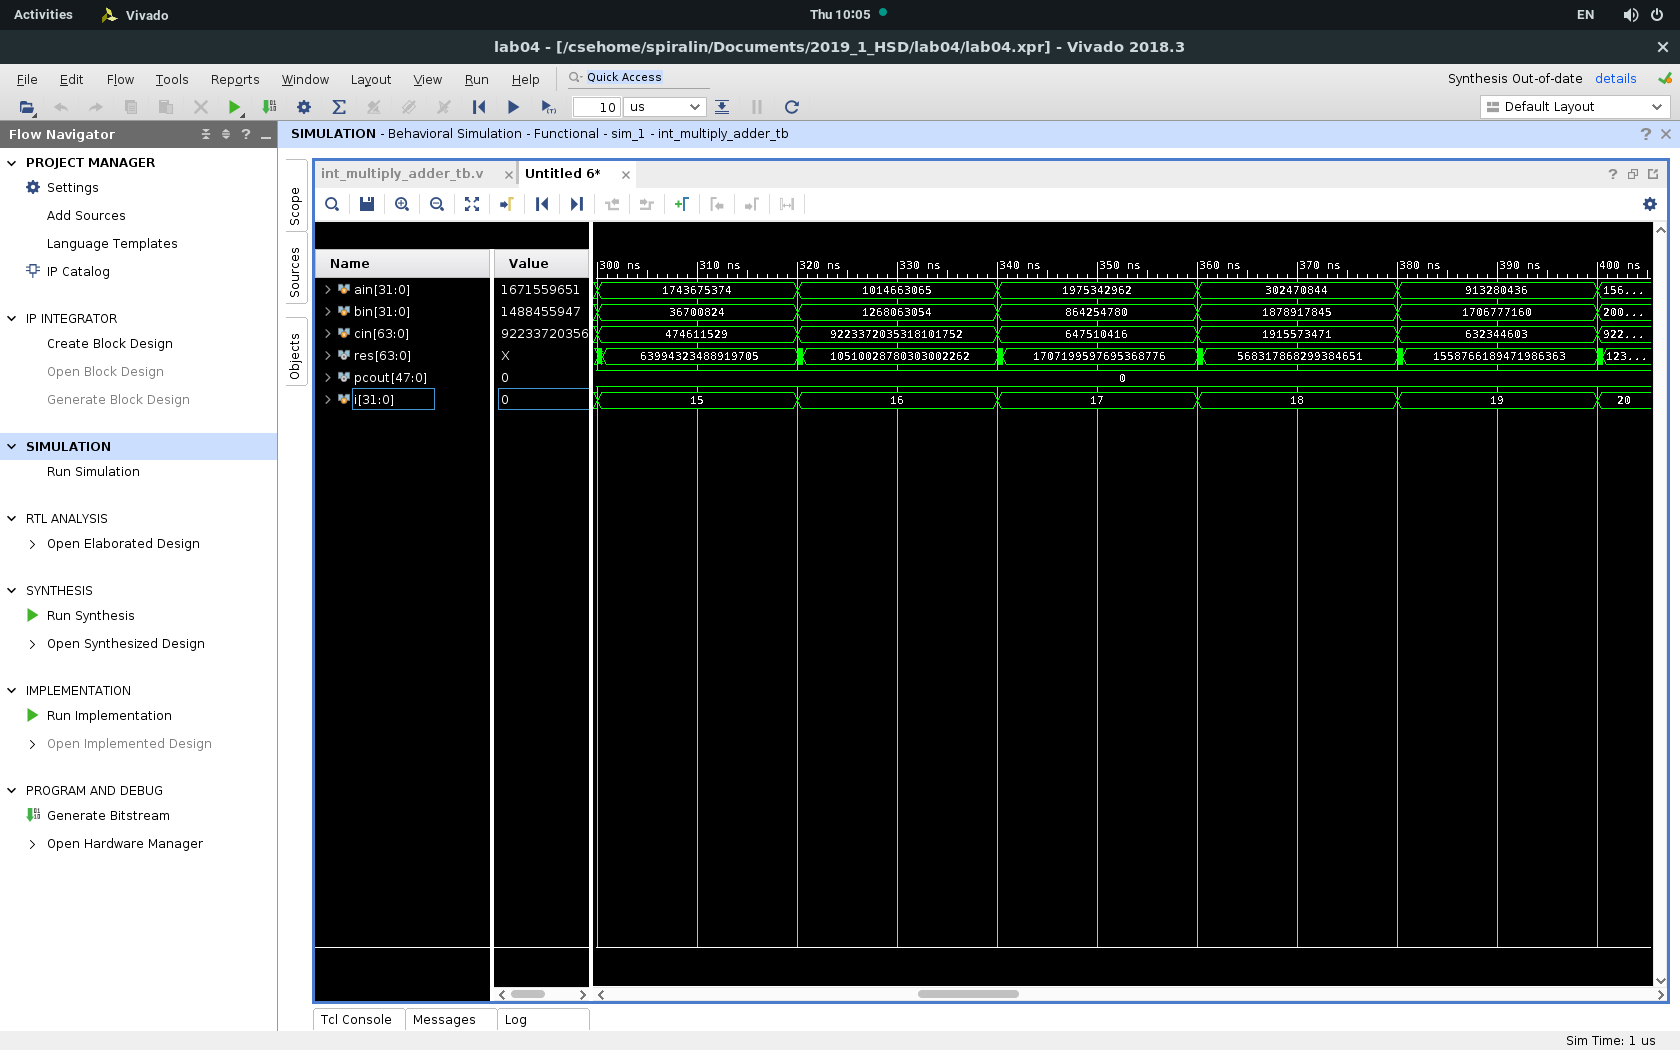 Activities Vivado Thu 10:05 EN
lab04 - [/csehome/spiralin/Documents/2019_1_HSD/lab04/lab04.xpr] - Vivado 2018.3
File Edit Flow Tools Reports Window Layout View Run Help Quick Access Synthesis Out-of-date details
10 us Default Layout
Flow Navigator
PROJECT MANAGER
Settings
Add Sources
Language Templates
IP Catalog
IP INTEGRATOR
Create Block Design
Open Block Design
Generate Block Design
SIMULATION
Run Simulation
RTL ANALYSIS
Open Elaborated Design
SYNTHESIS
Run Synthesis
Open Synthesized Design
IMPLEMENTATION
Run Implementation
Open Implemented Design
PROGRAM AND DEBUG
Generate Bitstream
Open Hardware Manager
SIMULATION - Behavioral Simulation - Functional - sim_1 - int_multiply_adder_tb
Scope
Sources
Objects
int_multiply_adder_tb.v Untitled 6*
Name Value 300 ns 310 ns 320 ns 330 ns 340 ns 350 ns 360 ns 370 ns 380 ns 390 ns 400 ns
ain[31:0] 1671559651 1743675374 1014663065 1975342962 302470844 913280436 156...
bin[31:0] 1488455947 36700824 1268063054 864254780 1878917845 1706777160 200...
cin[63:0] 92233720356 474611529 9223372035318101752 647510416 1915573471 632344603 922...
res[63:0] X 63994323488919705 10510028780303002262 1707199597695368776 568317868299384651 1558766189471986363 123...
pcout[47:0] 0 0
i[31:0] 0 15 16 17 18 19 20
Tcl Console Messages Log
Sim Time: 1 us